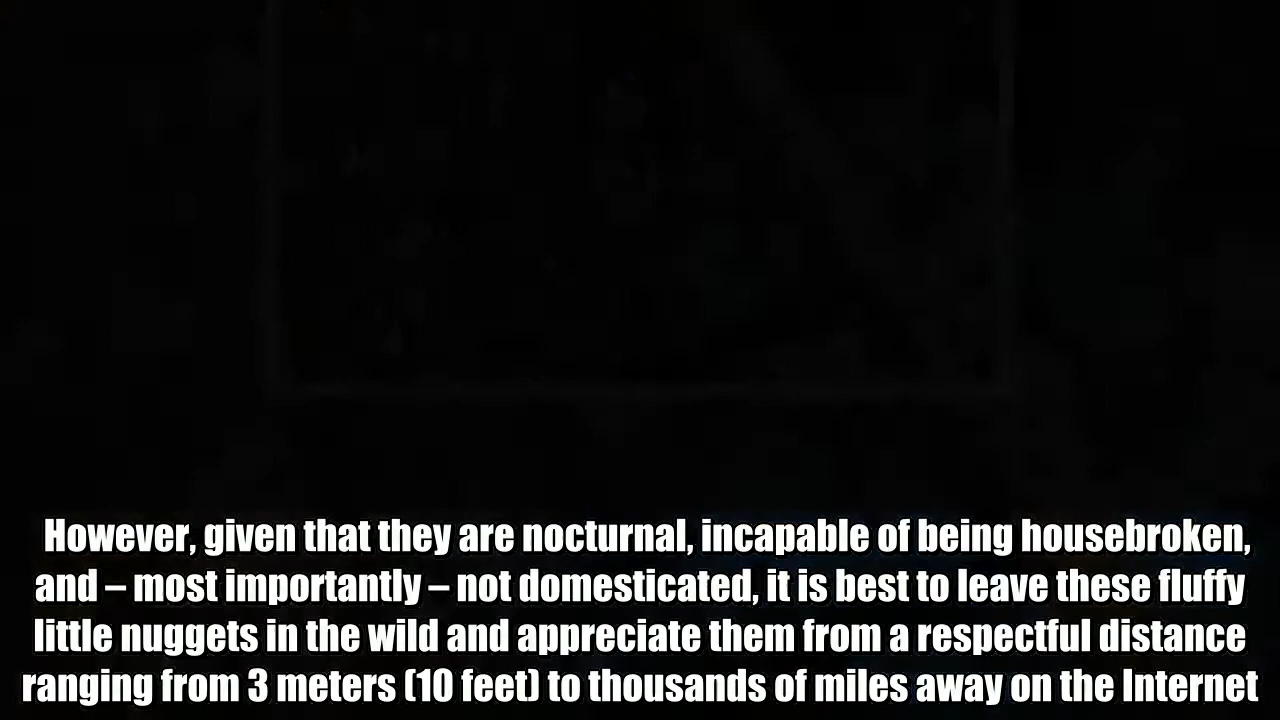 However, given that they are nocturnal, incapable of being housebroken,
and – most importantly – not domesticated, it is best to leave these fluffy
little nuggets in the wild and appreciate them from a respectful distance
ranging from 3 meters (10 feet) to thousands of miles away on the Internet